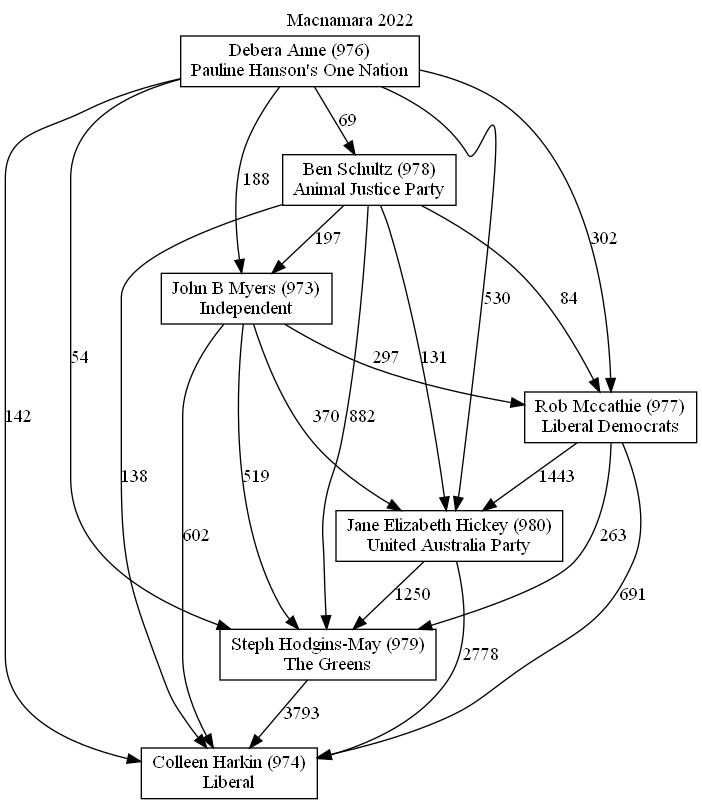 Macnamara 2022
Debera Anne (976)
Pauline Hanson's One Nation
69
Ben Schultz (978)
Animal Justice Party
188
197
302
John B Myers (973)
Independent
530
84
54
131
297
142
370
882
Rob Mccathie (977)
Liberal Democrats
138
519
1443
602
Jane Elizabeth Hickey (980)
United Australia Party
263
1250
691
Steph Hodgins-May (979)
The Greens
2778
3793
Colleen Harkin (974)
Liberal